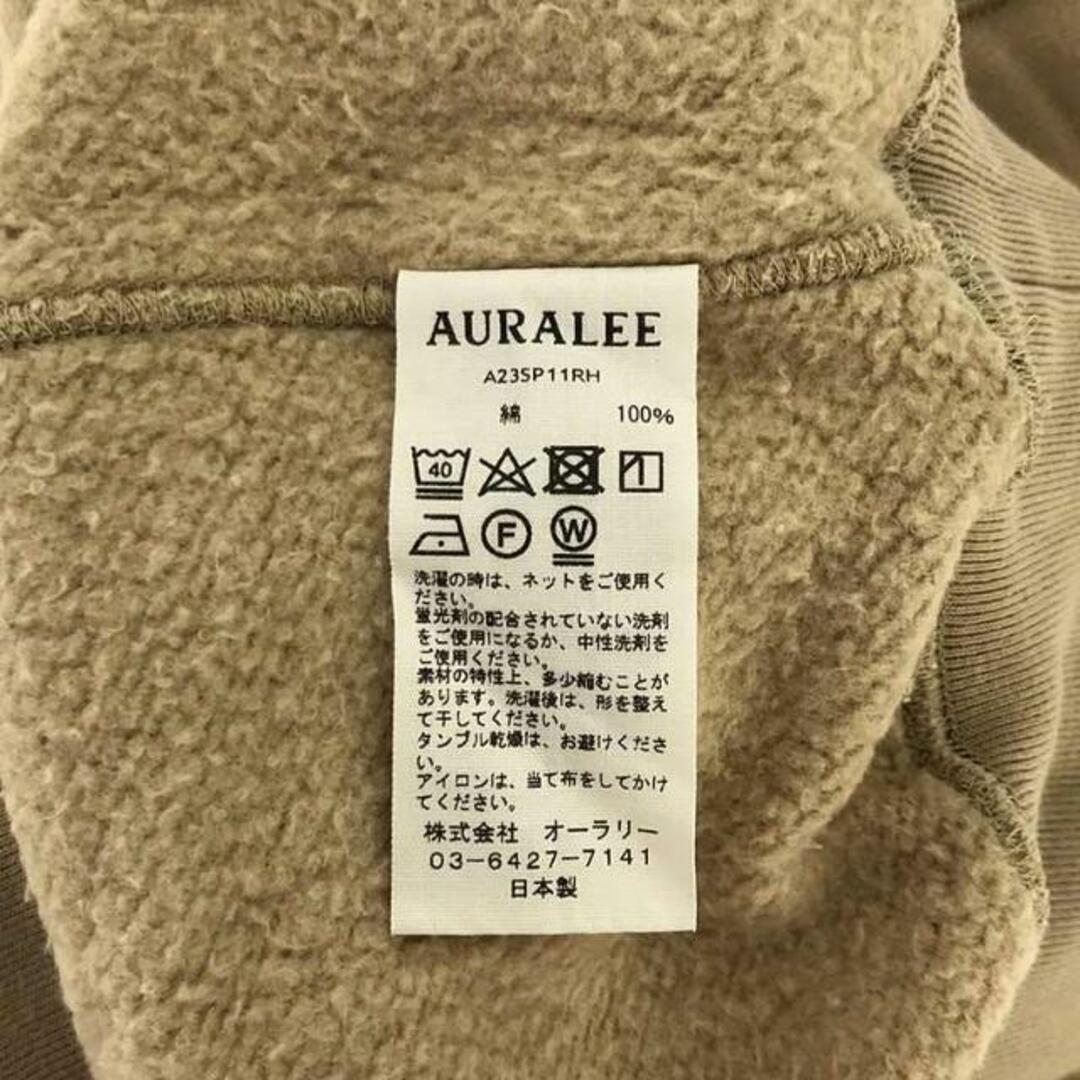 AURALEE
A23SP11RH
綿 100%
40
F W
洗濯の時は、ネットをご使用く
ださい。
蛍光剤の配合されていない洗剤
をご使用になるか、中性洗剤を
ご使用ください。
素材の特性上、多少縮むことが
あります。洗濯後は、形を整え
て干してください。
タンブル乾燥は、お避けくださ
い。
アイロンは、当て布をしてかけ
てください。
株式会社 オーラリー
03-6427-7141
日本製